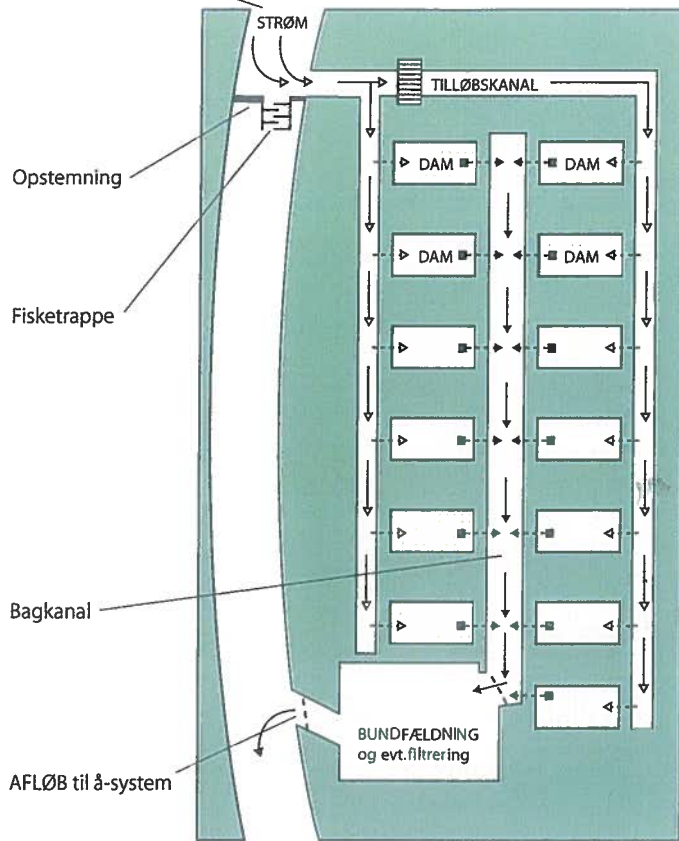 STRØM
TILLØBSKANAL
DAM
DAM
Opstemning
DAM
DAM
Fisketrappe
Bagkanal
BUNDFÆLDNING
og evt.filtrering
AFLØB til å-system